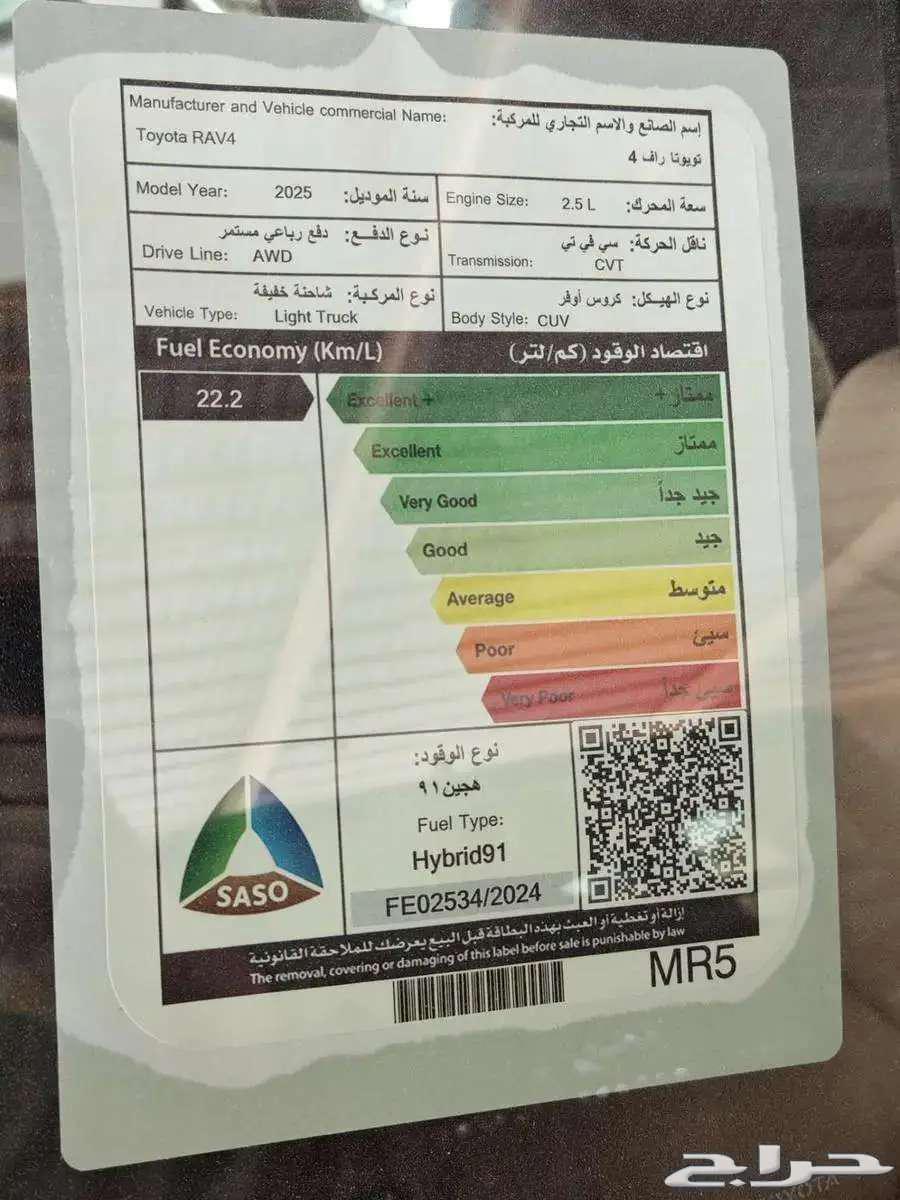 Manufacturer and Vehicle commercial Name: إسم الصانع والاسم التجاري للمركبة:
Toyota RAV4 تويوتا راف 4
Model Year: 2025 سنة الموديل: Engine Size: 2.5 L سعة المحرك:
نوع الدفع: دفع رباعي مستمر ناقل الحركة: سي في تي
Drive Line: AWD Transmission: CVT
نوع المركبة: شاحنة خفيفة نوع الهيكل: كروس أوفر
Vehicle Type: Light Truck Body Style: CUV
Fuel Economy (Km/L) اقتصاد الوقود (كم/لتر)
22.2
Excellent + ممتاز +
Excellent ممتاز
Very Good جيد جداً
Good جيد
Average متوسط
Poor سيئ
Very Poor سيئ جداً
نوع الوقود:
هجين ٩١
Fuel Type:
Hybrid91
FE02534/2024
SASO
إزالة أو تغطية أو العبث بهذه البطاقة قبل البيع يعرضك للملاحقة القانونية
The removal, covering or damaging of this label before sale is punishable by law
MR5
حراج
TOYOTA